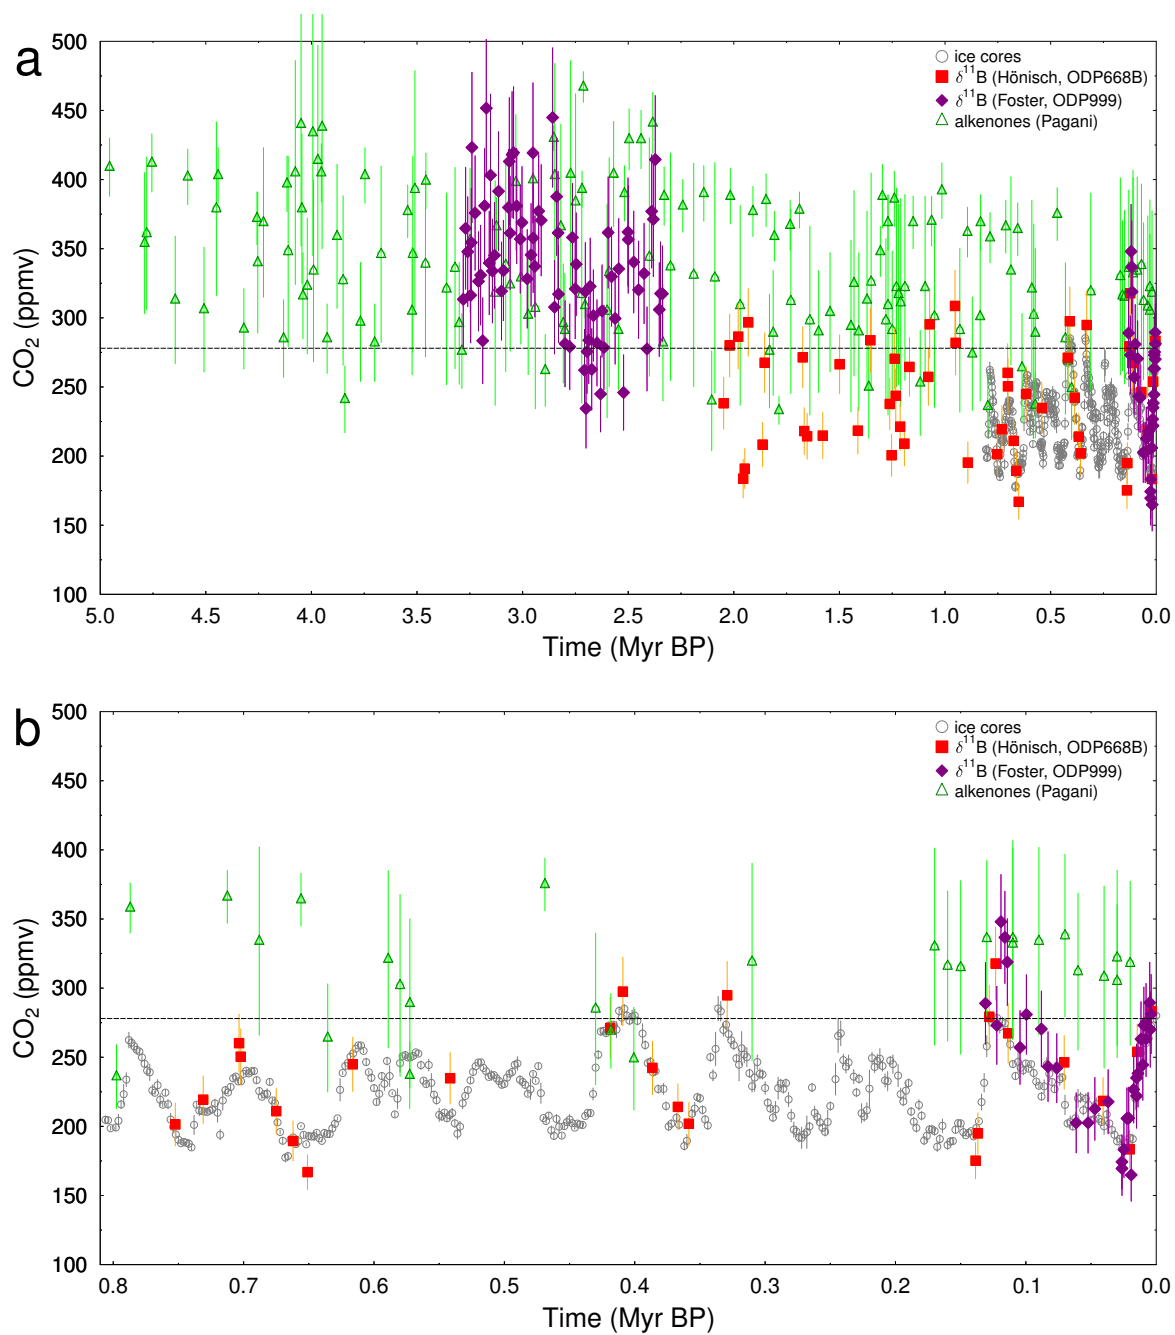 a
500
450
400
350
300
250
200
150
100
CO2 (ppmv)
ice cores
δ11B (Hönisch, ODP668B)
δ11B (Foster, ODP999)
alkenones (Pagani)
5.0 4.5 4.0 3.5 3.0 2.5 2.0 1.5 1.0 0.5 0.0
Time (Myr BP)
b
500
450
400
350
300
250
200
150
100
CO2 (ppmv)
ice cores
δ11B (Hönisch, ODP668B)
δ11B (Foster, ODP999)
alkenones (Pagani)
0.8 0.7 0.6 0.5 0.4 0.3 0.2 0.1 0.0
Time (Myr BP)